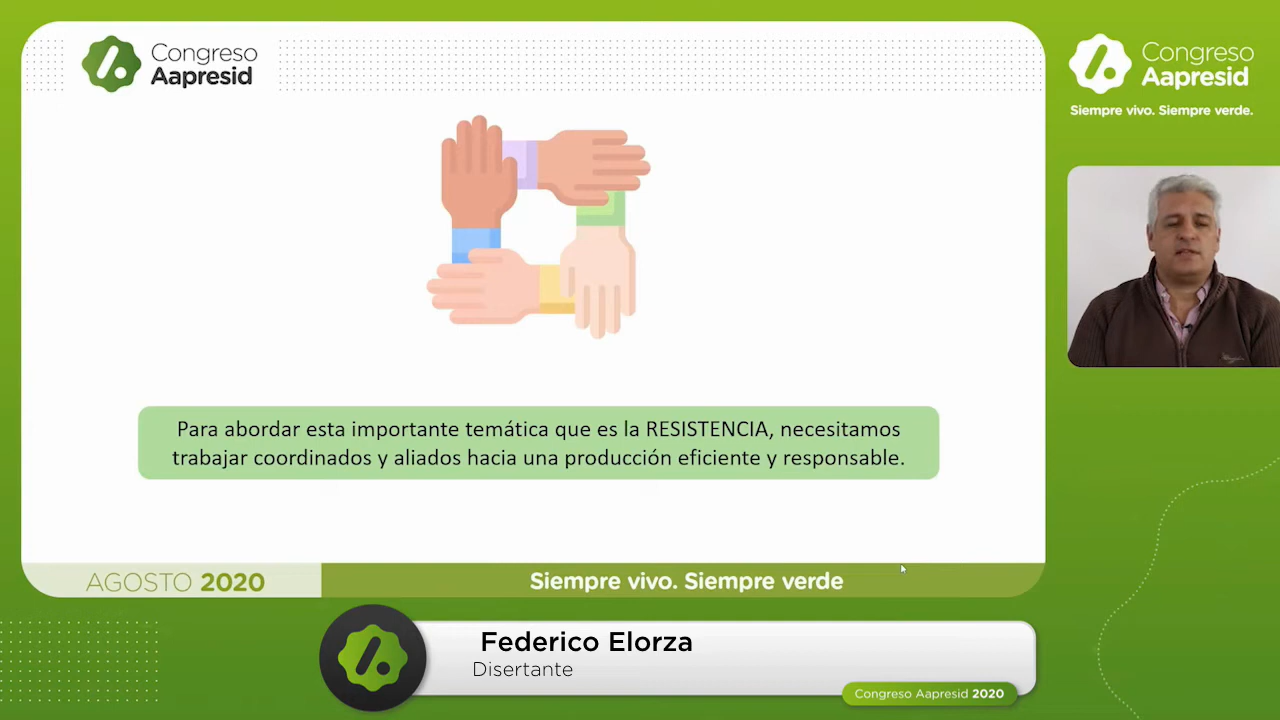 Congreso
Aapresid
Congreso
Aapresid
Siempre vivo. Siempre verde.
Para abordar esta importante temática que es la RESISTENCIA, necesitamos
trabajar coordinados y aliados hacia una producción eficiente y responsable.
AGOSTO 2020
Siempre vivo. Siempre verde
Federico Elorza
Disertante
Congreso Aapresid 2020